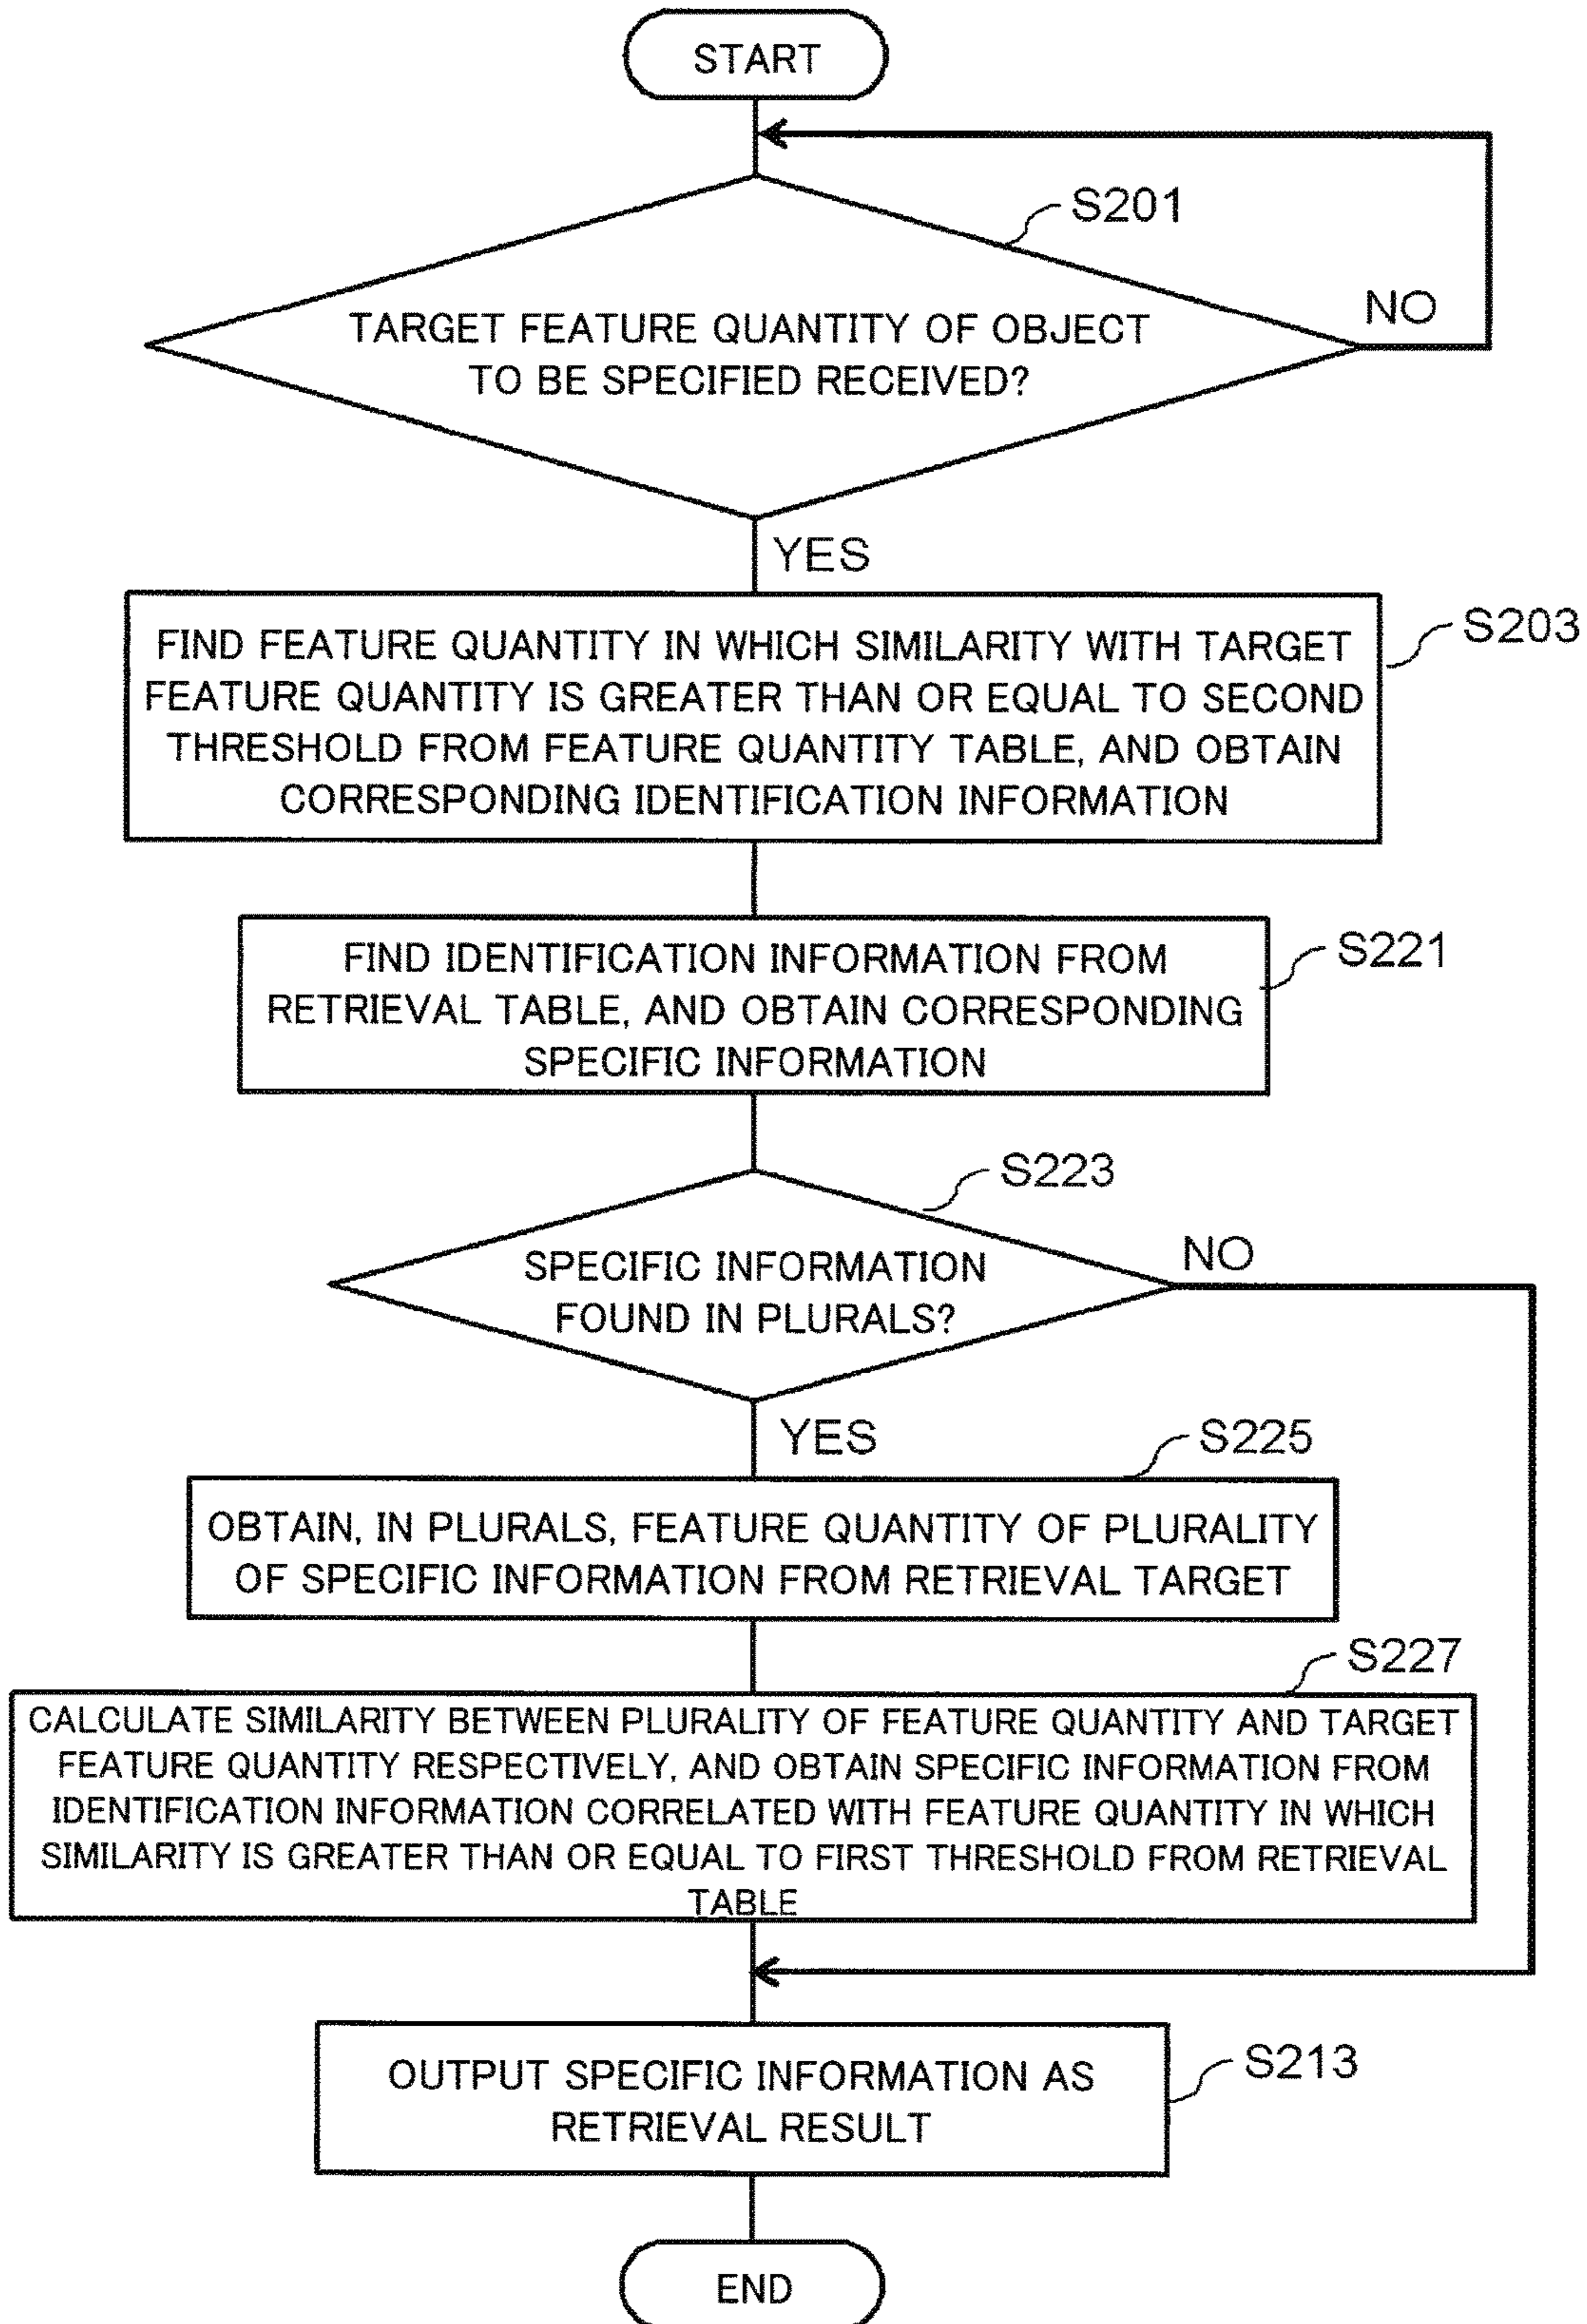 START
S201
TARGET FEATURE QUANTITY OF OBJECT
TO BE SPECIFIED RECEIVED?
NO
YES
S203
FIND FEATURE QUANTITY IN WHICH SIMILARITY WITH TARGET
FEATURE QUANTITY IS GREATER THAN OR EQUAL TO SECOND
THRESHOLD FROM FEATURE QUANTITY TABLE, AND OBTAIN
CORRESPONDING IDENTIFICATION INFORMATION
S221
FIND IDENTIFICATION INFORMATION FROM
RETRIEVAL TABLE, AND OBTAIN CORRESPONDING
SPECIFIC INFORMATION
S223
SPECIFIC INFORMATION
FOUND IN PLURALS?
NO
YES
S225
OBTAIN, IN PLURALS, FEATURE QUANTITY OF PLURALITY
OF SPECIFIC INFORMATION FROM RETRIEVAL TARGET
S227
CALCULATE SIMILARITY BETWEEN PLURALITY OF FEATURE QUANTITY AND TARGET
FEATURE QUANTITY RESPECTIVELY, AND OBTAIN SPECIFIC INFORMATION FROM
IDENTIFICATION INFORMATION CORRELATED WITH FEATURE QUANTITY IN WHICH
SIMILARITY IS GREATER THAN OR EQUAL TO FIRST THRESHOLD FROM RETRIEVAL
TABLE
OUTPUT SPECIFIC INFORMATION AS
RETRIEVAL RESULT
S213
END